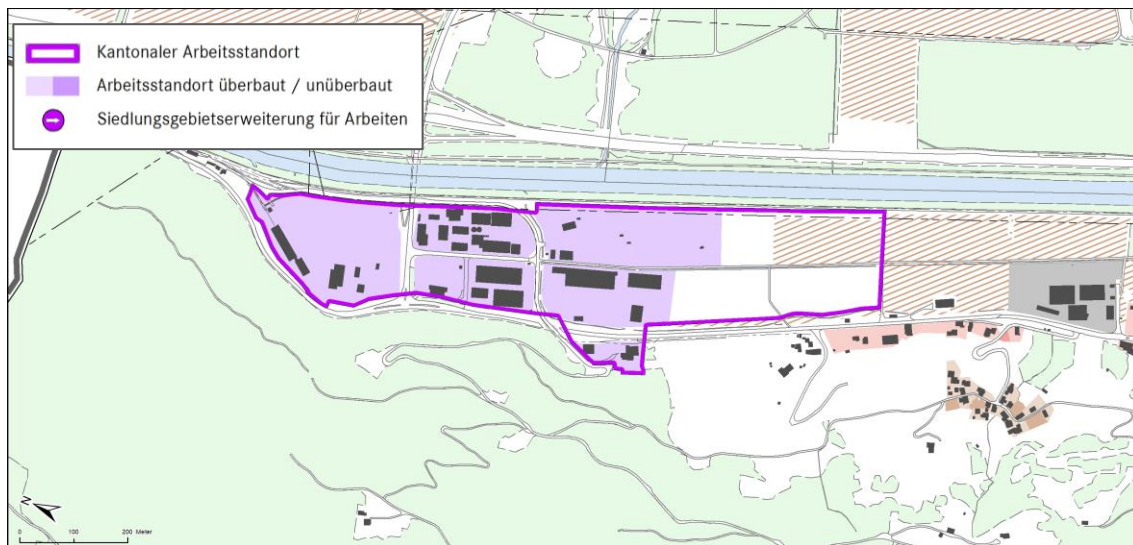 Kantonaler Arbeitsstandort
Arbeitsstandort überbaut / unüberbaut
Siedlungsgebietserweiterung für Arbeiten
N
0 100 200 Meter